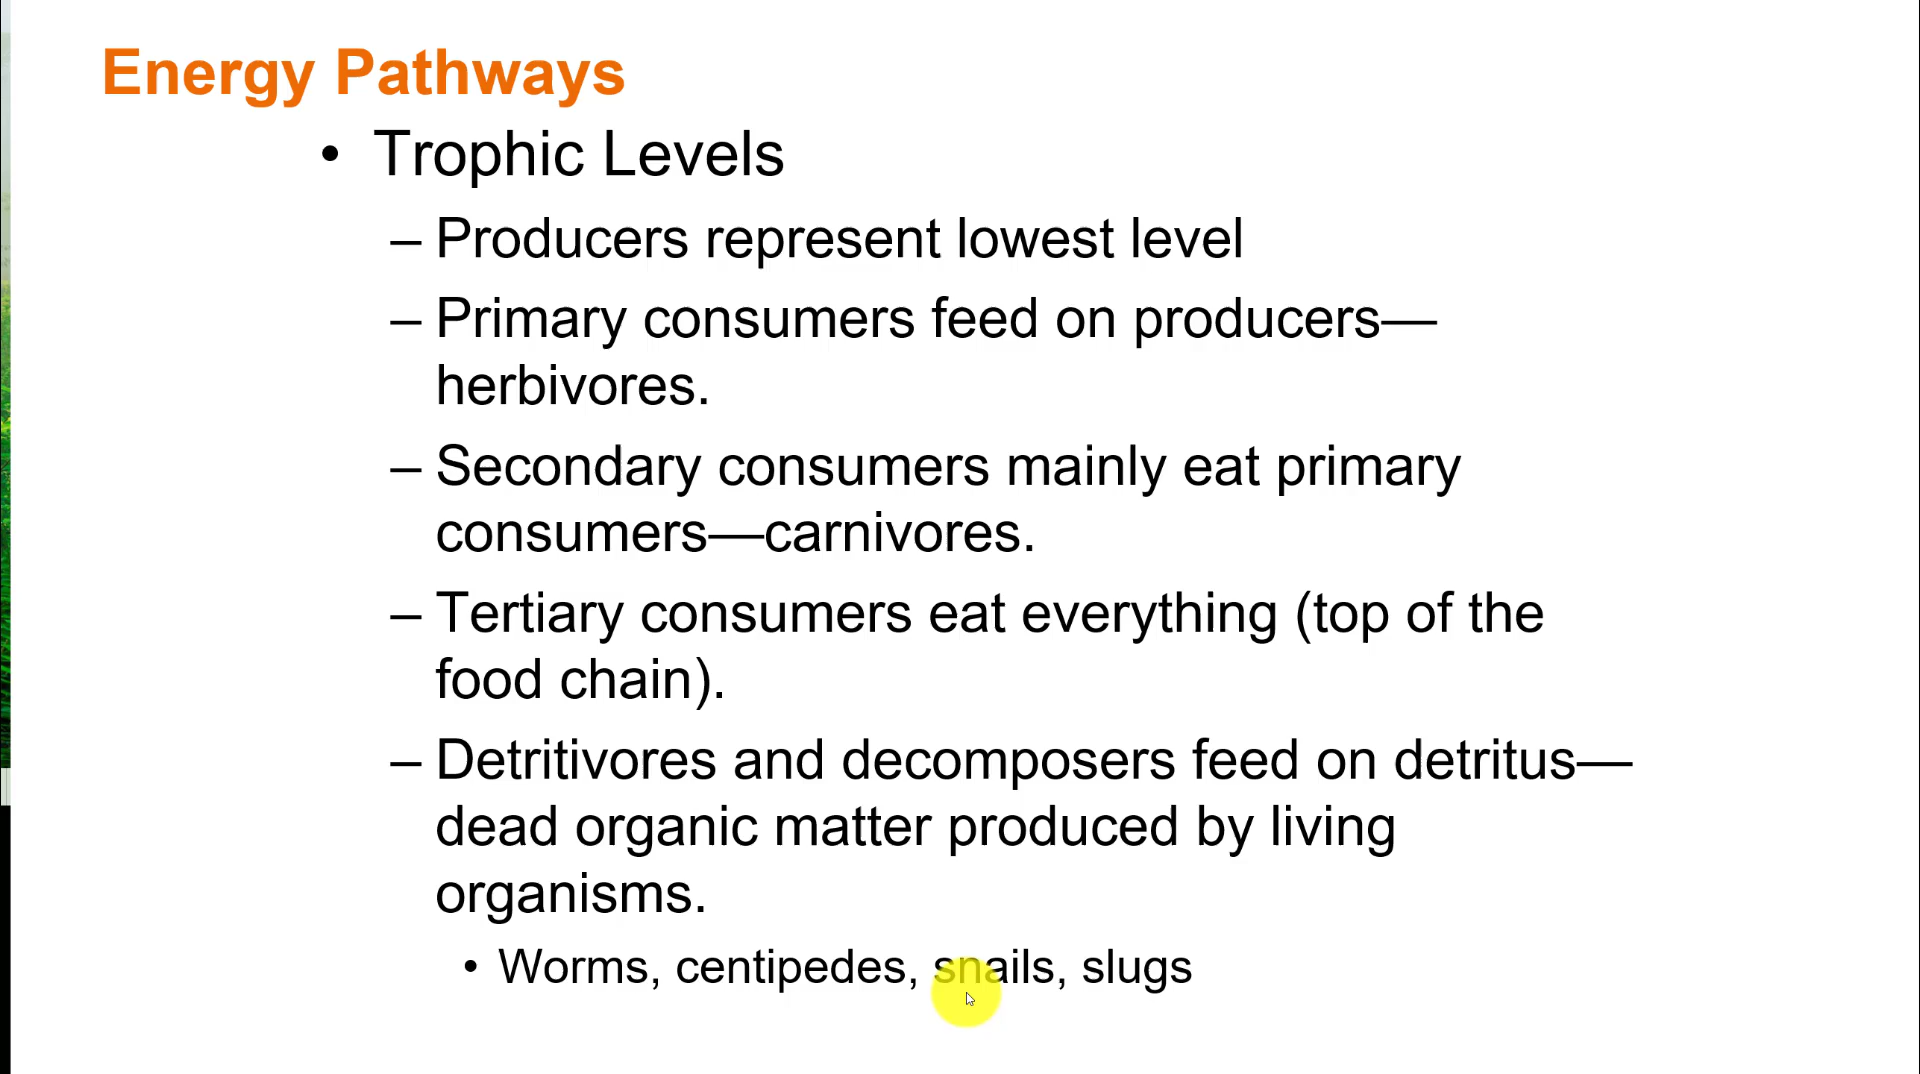 Energy Pathways
• Trophic Levels
– Producers represent lowest level
– Primary consumers feed on producers—
herbivores.
– Secondary consumers mainly eat primary
consumers—carnivores.
– Tertiary consumers eat everything (top of the
food chain).
– Detritivores and decomposers feed on detritus—
dead organic matter produced by living
organisms.
• Worms, centipedes, snails, slugs